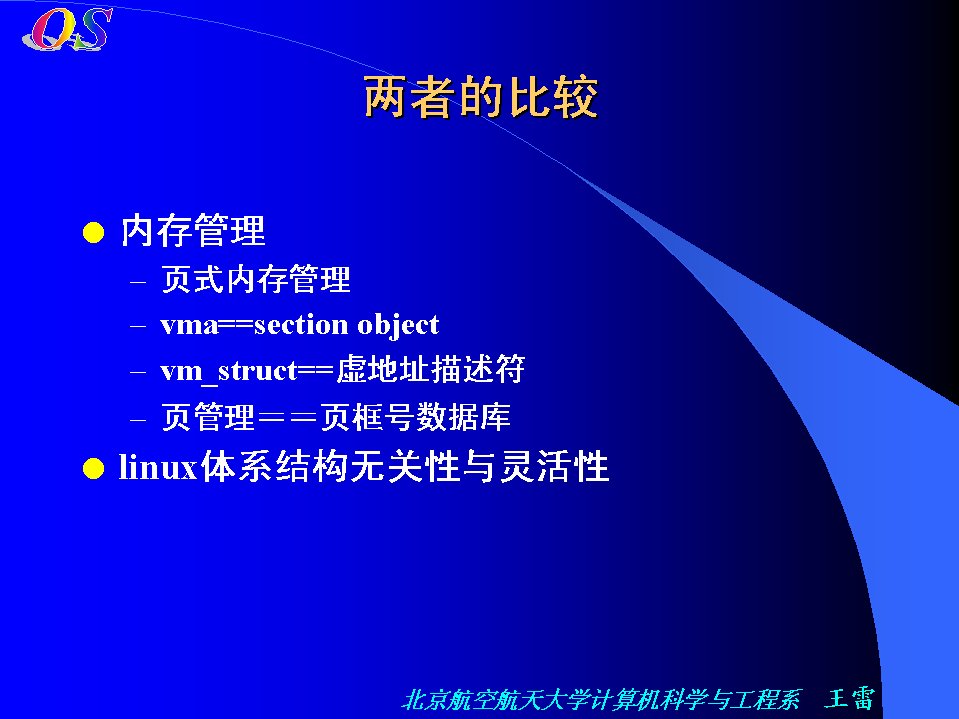 OS
两者的比较
● 内存管理
– 页式内存管理
– vma==section object
– vm_struct==虚地址描述符
– 页管理＝＝页框号数据库
● linux体系结构无关性与灵活性
北京航空航天大学计算机科学与工程系 王雷